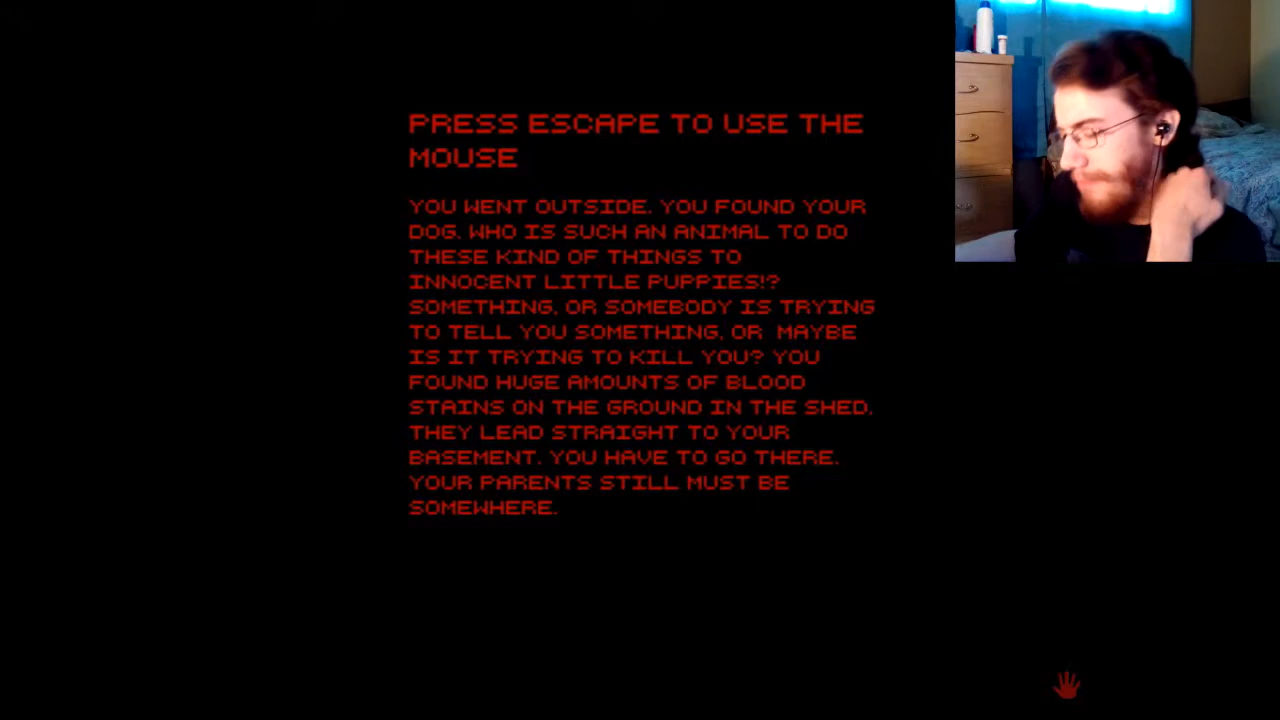 PRESS ESCAPE TO USE THE
MOUSE
YOU WENT OUTSIDE. YOU FOUND YOUR
DOG. WHO IS SUCH AN ANIMAL TO DO
THESE KIND OF THINGS TO
INNOCENT LITTLE PUPPIES!?
SOMETHING, OR SOMEBODY IS TRYING
TO TELL YOU SOMETHING, OR  MAYBE
IS IT TRYING TO KILL YOU? YOU
FOUND HUGE AMOUNTS OF BLOOD
STAINS ON THE GROUND IN THE SHED.
THEY LEAD STRAIGHT TO YOUR
BASEMENT. YOU HAVE TO GO THERE.
YOUR PARENTS STILL MUST BE
SOMEWHERE.